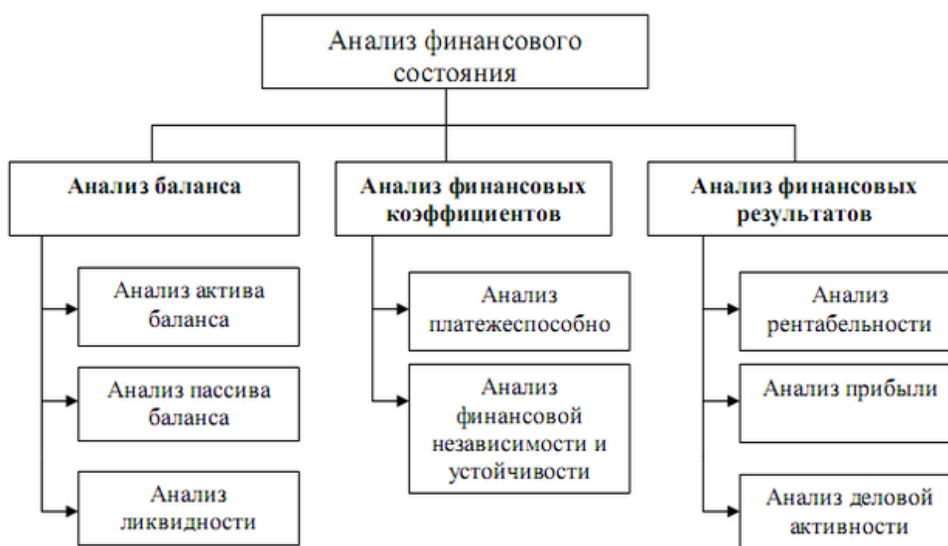 Анализ финансового
состояния
Анализ баланса
Анализ финансовых
коэффициентов
Анализ финансовых
результатов
Анализ актива
баланса
Анализ пассива
баланса
Анализ
ликвидности
Анализ
платежеспособно
Анализ
финансовой
независимости и
устойчивости
Анализ
рентабельности
Анализ прибыли
Анализ деловой
активности